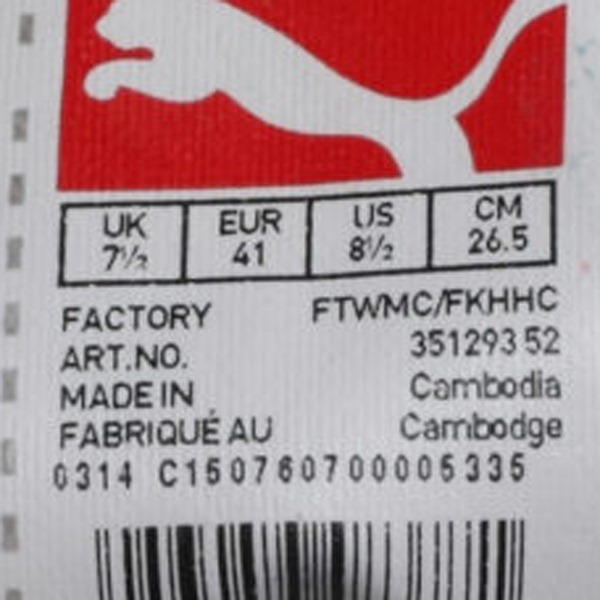 UK EUR US CM
7½ 41 8½ 26.5
FACTORY FTWMC/FKHHC
ART.NO. 351293 52
MADE IN Cambodia
FABRIQUÉ AU Cambodge
0314 C150760700005335